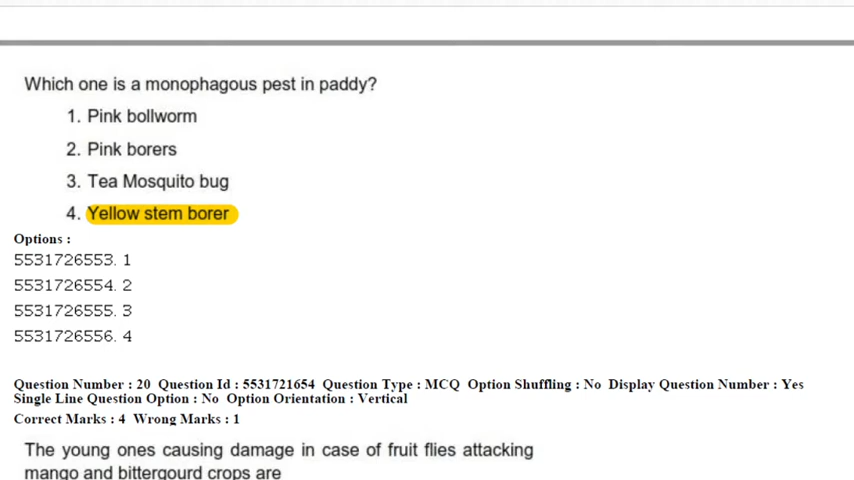 Which one is a monophagous pest in paddy?
1. Pink bollworm
2. Pink borers
3. Tea Mosquito bug
4. Yellow stem borer
Options :
5531726553. 1
5531726554. 2
5531726555. 3
5531726556. 4
Question Number : 20 Question Id : 5531721654 Question Type : MCQ Option Shuffling : No Display Question Number : Yes
Single Line Question Option : No Option Orientation : Vertical
Correct Marks : 4 Wrong Marks : 1
The young ones causing damage in case of fruit flies attacking
mango and bittergourd crops are